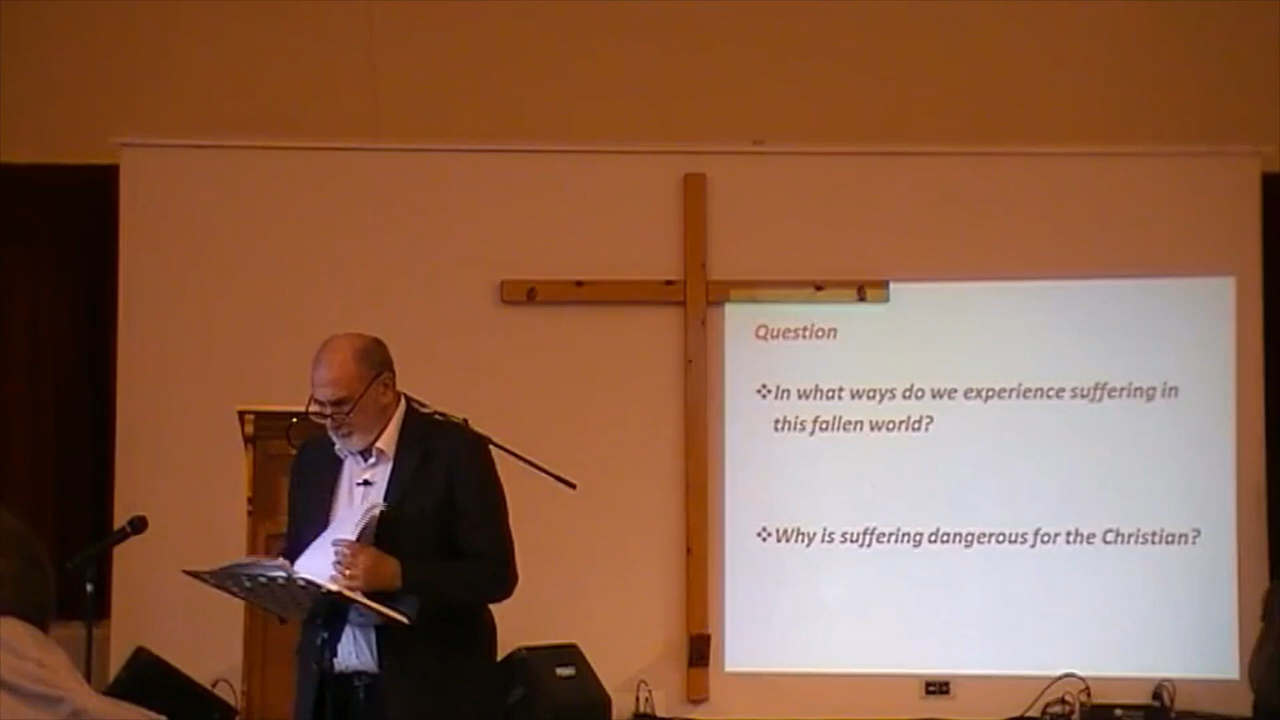 Question
❖In what ways do we experience suffering in
this fallen world?
❖Why is suffering dangerous for the Christian?